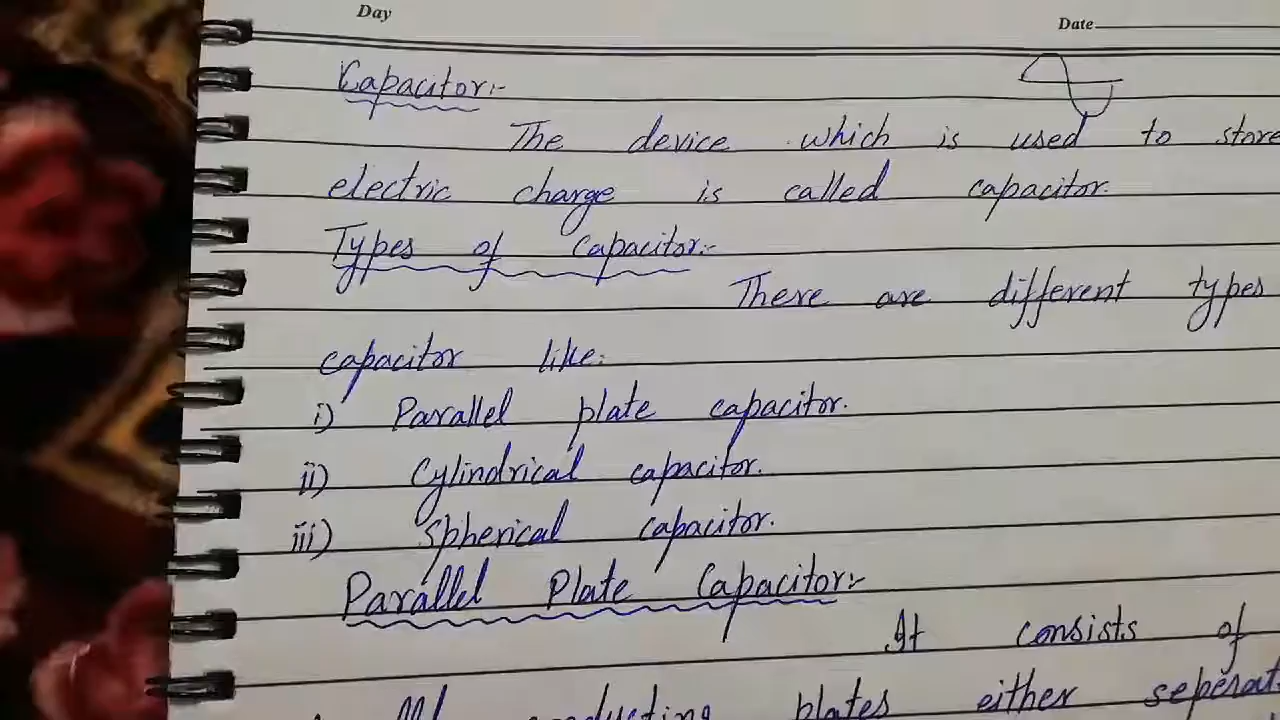 Day
Date
Capacitor:-
The device which is used to store
electric charge is called capacitor.
Types of Capacitor:-
There are different types
capacitor like:
i) Parallel plate capacitor.
ii) Cylindrical capacitor.
iii) Spherical capacitor.
Parallel Plate Capacitor:-
It consists of
plates either